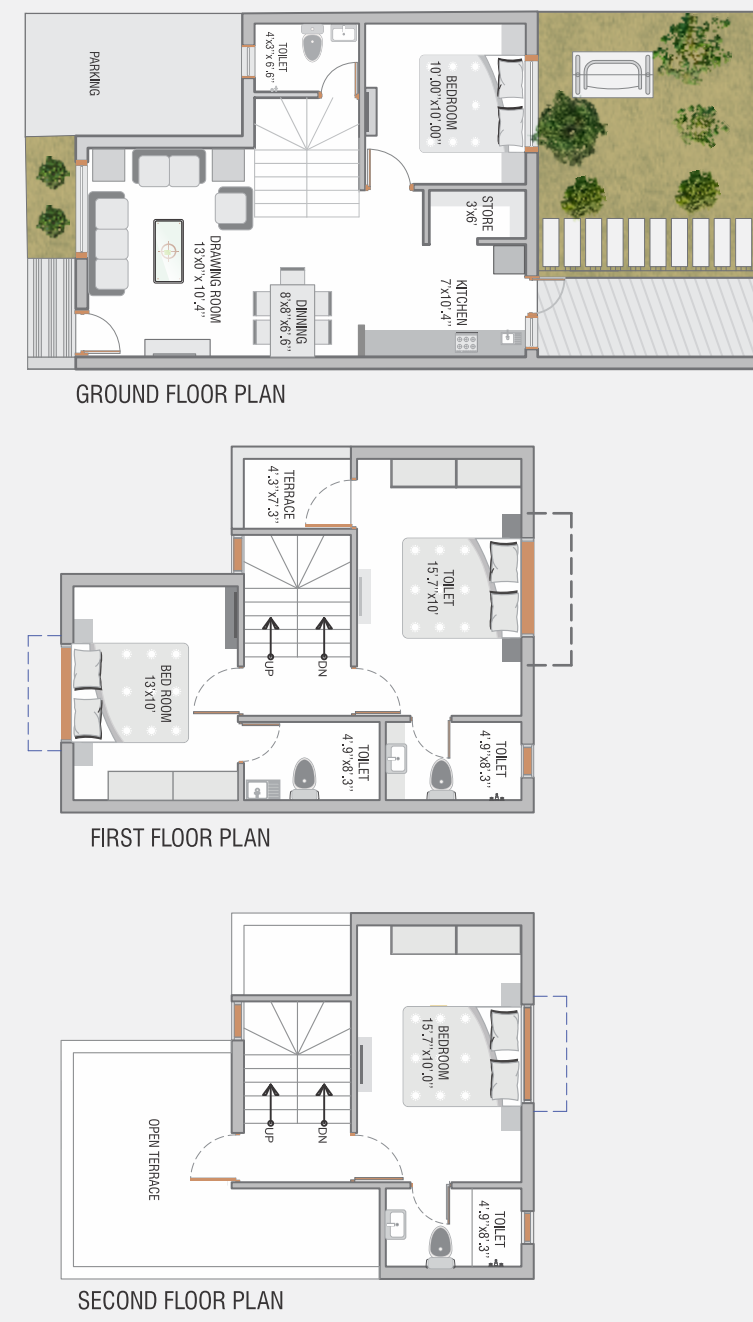 PARKING
TOILET
4'x3"x 6'.6"
BEDROOM
10'.00"x10'.00"
STORE
3'x6'
DRAWING ROOM
13'x0"x 10'.4"
DINNING
8'x8"x6'.6"
KITCHEN
7'x10'.4"
GROUND FLOOR PLAN
TERRACE
4'.3"x7'.3"
TOILET
15'.7"x10'
BED ROOM
13'x10'
UP
DN
TOILET
4'.9"x8'.3"
TOILET
4'.9"x8'.3"
FIRST FLOOR PLAN
BEDROOM
15'.7"x10'.0"
UP
DN
OPEN TERRACE
TOILET
4'.9"x8'.3"
SECOND FLOOR PLAN